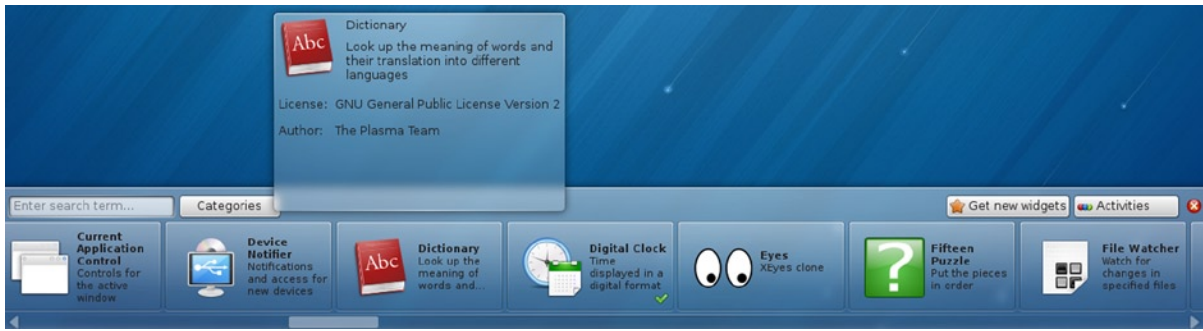 Dictionary
Look up the meaning of words and
their translation into different
languages
License: GNU General Public License Version 2
Author: The Plasma Team
Enter search term...
Categories
Get new widgets
Activities
Current
Application
Control
Controls for
the active
window
Device
Notifier
Notifications
and access for
new devices
Abc
Dictionary
Look up the
meaning of
words and...
Digital Clock
Time
displayed in a
digital format
Eyes
XEyes clone
?
Fifteen
Puzzle
Put the pieces
in order
File Watcher
Watch for
changes in
specified files